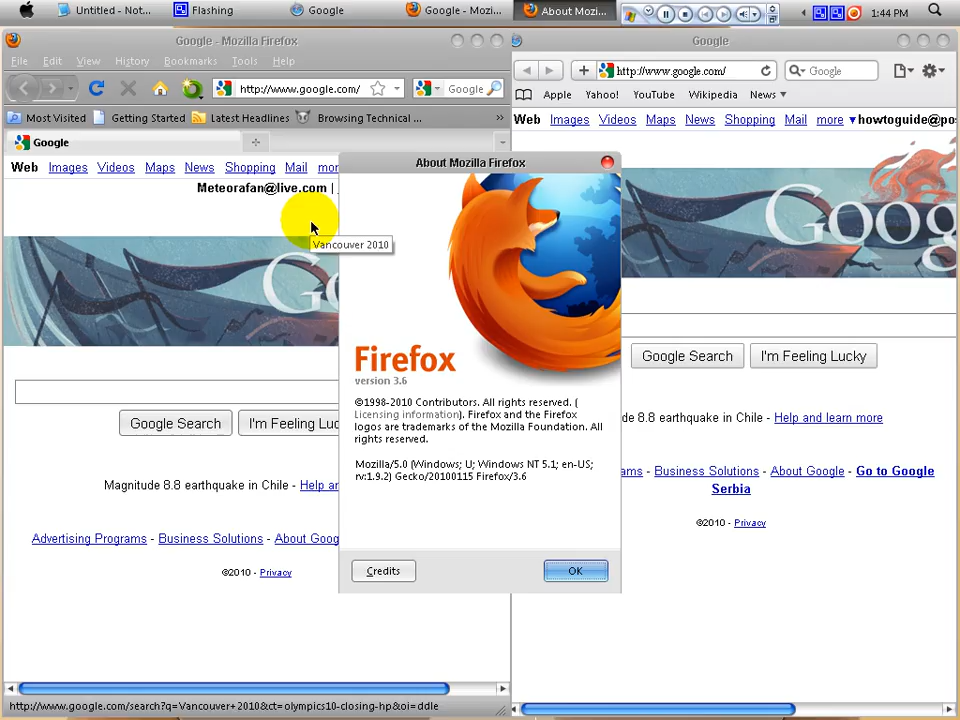 Untitled - Not...
Flashing
Google
Google - Mozi...
About Mozi...
1:44 PM
Google - Mozilla Firefox
File Edit View History Bookmarks Tools Help
http://www.google.com/
Google
Most Visited Getting Started Latest Headlines Browsing Technical ...
Google
Web Images Videos Maps News Shopping Mail mor
Meteorafan@live.com |
Vancouver 2010
Google Search I'm Feeling Luc
Magnitude 8.8 earthquake in Chile - Help an
Advertising Programs - Business Solutions - About Goog
©2010 - Privacy
http://www.google.com/search?q=Vancouver+2010&ct=olympics10-closing-hp&oi=ddle
About Mozilla Firefox
Firefox
version 3.6
©1998-2010 Contributors. All rights reserved. (
Licensing information). Firefox and the Firefox
logos are trademarks of the Mozilla Foundation. All
rights reserved.
Mozilla/5.0 (Windows; U; Windows NT 5.1; en-US;
rv:1.9.2) Gecko/20100115 Firefox/3.6
Credits OK
Google
http://www.google.com/
Google
Apple Yahoo! YouTube Wikipedia News
Web Images Videos Maps News Shopping Mail more howtoguide@po
Goog
Google Search I'm Feeling Lucky
de 8.8 earthquake in Chile - Help and learn more
ams - Business Solutions - About Google - Go to Google
Serbia
©2010 - Privacy